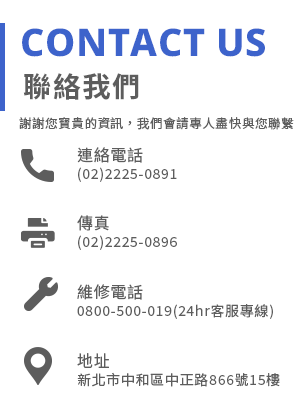 CONTACT US
聯絡我們
謝謝您寶貴的資訊，我們會請專人盡快與您聯繫
連絡電話
(02)2225-0891
傳真
(02)2225-0896
維修電話
0800-500-019(24hr客服專線)
地址
新北市中和區中正路866號15樓